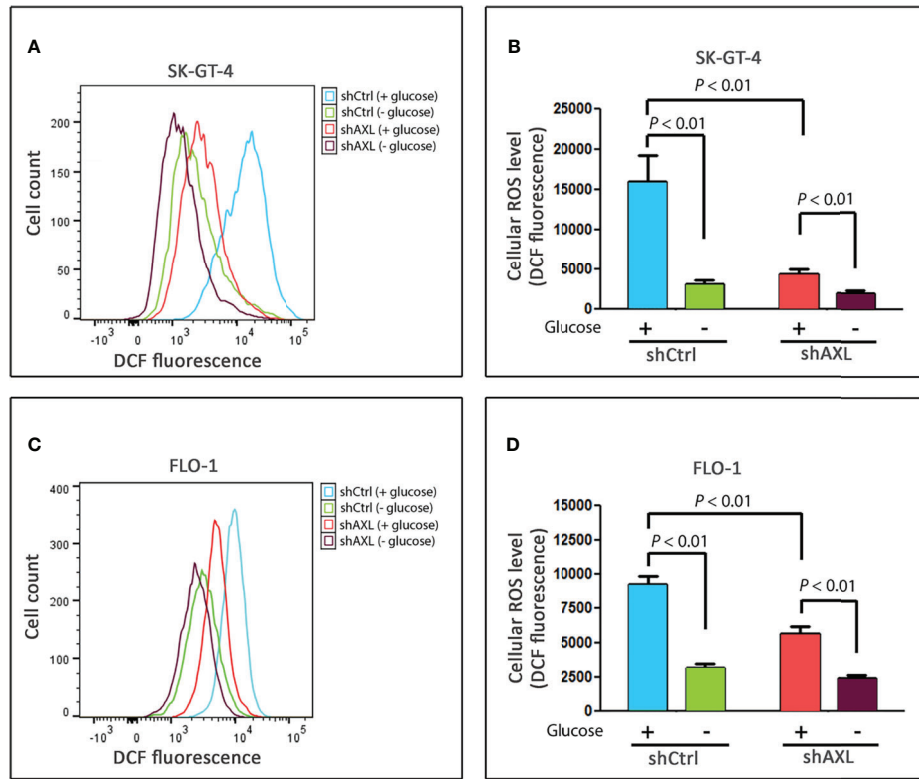 A
SK-GT-4
200
150
100
50
0
Cell count
-10³ 0 10³ 10⁴ 10⁵
DCF fluorescence
shCtrl (+ glucose)
shCtrl (- glucose)
shAXL (+ glucose)
shAXL (- glucose)
B
SK-GT-4
P < 0.01
P < 0.01
P < 0.01
25000
20000
15000
10000
5000
0
Cellular ROS level
(DCF fluorescence)
Glucose + - + -
shCtrl shAXL
C
FLO-1
400
300
200
100
0
Cell count
-10³ 0 10³ 10⁴ 10⁵
DCF fluorescence
shCtrl (+ glucose)
shCtrl (- glucose)
shAXL (+ glucose)
shAXL (- glucose)
D
FLO-1
P < 0.01
P < 0.01
P < 0.01
15000
12500
10000
7500
5000
2500
0
Cellular ROS level
(DCF fluorescence)
Glucose + - + -
shCtrl shAXL